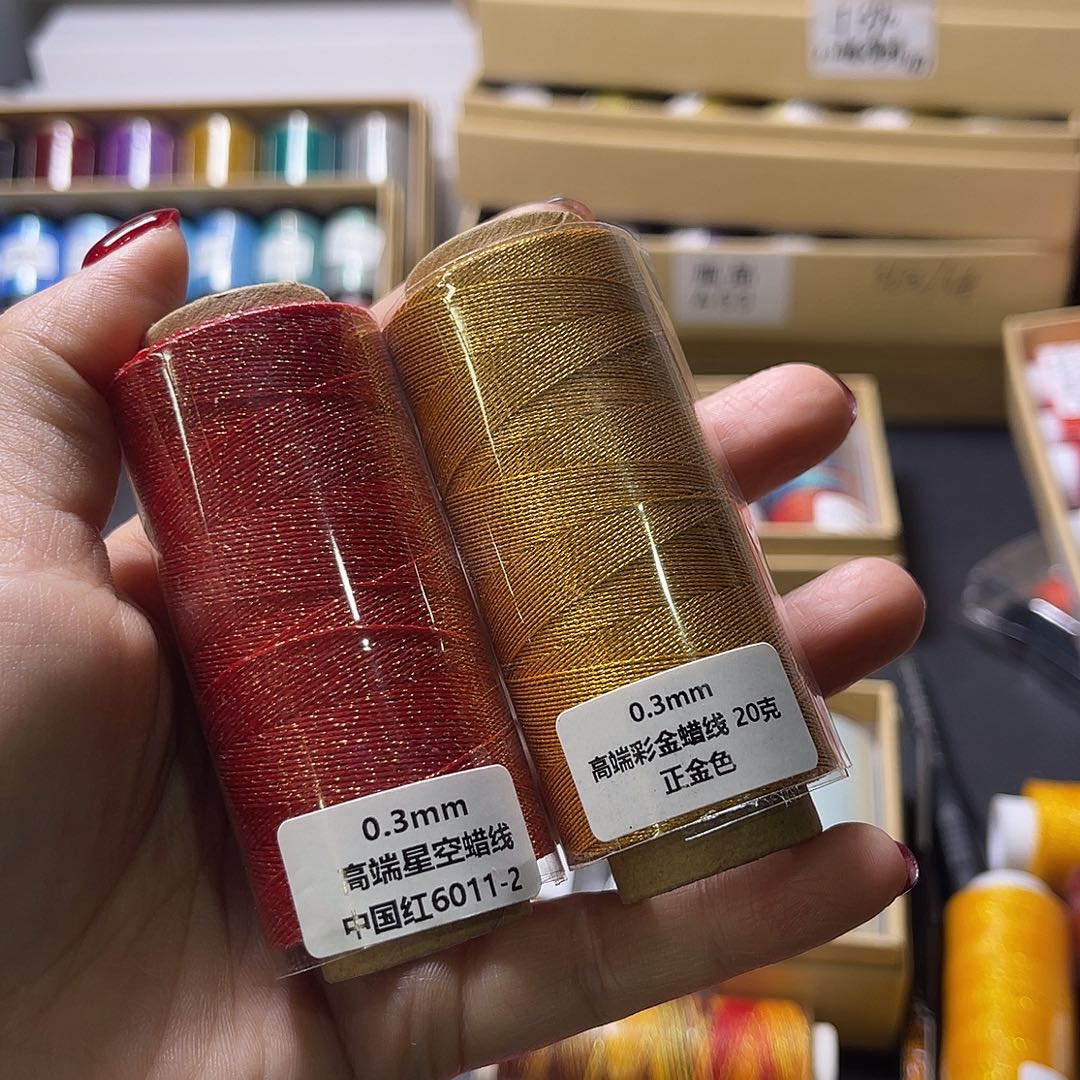 0.3mm
高端星空蜡线
中国红6011-2
0.3mm
高端彩金蜡线 20克
正金色